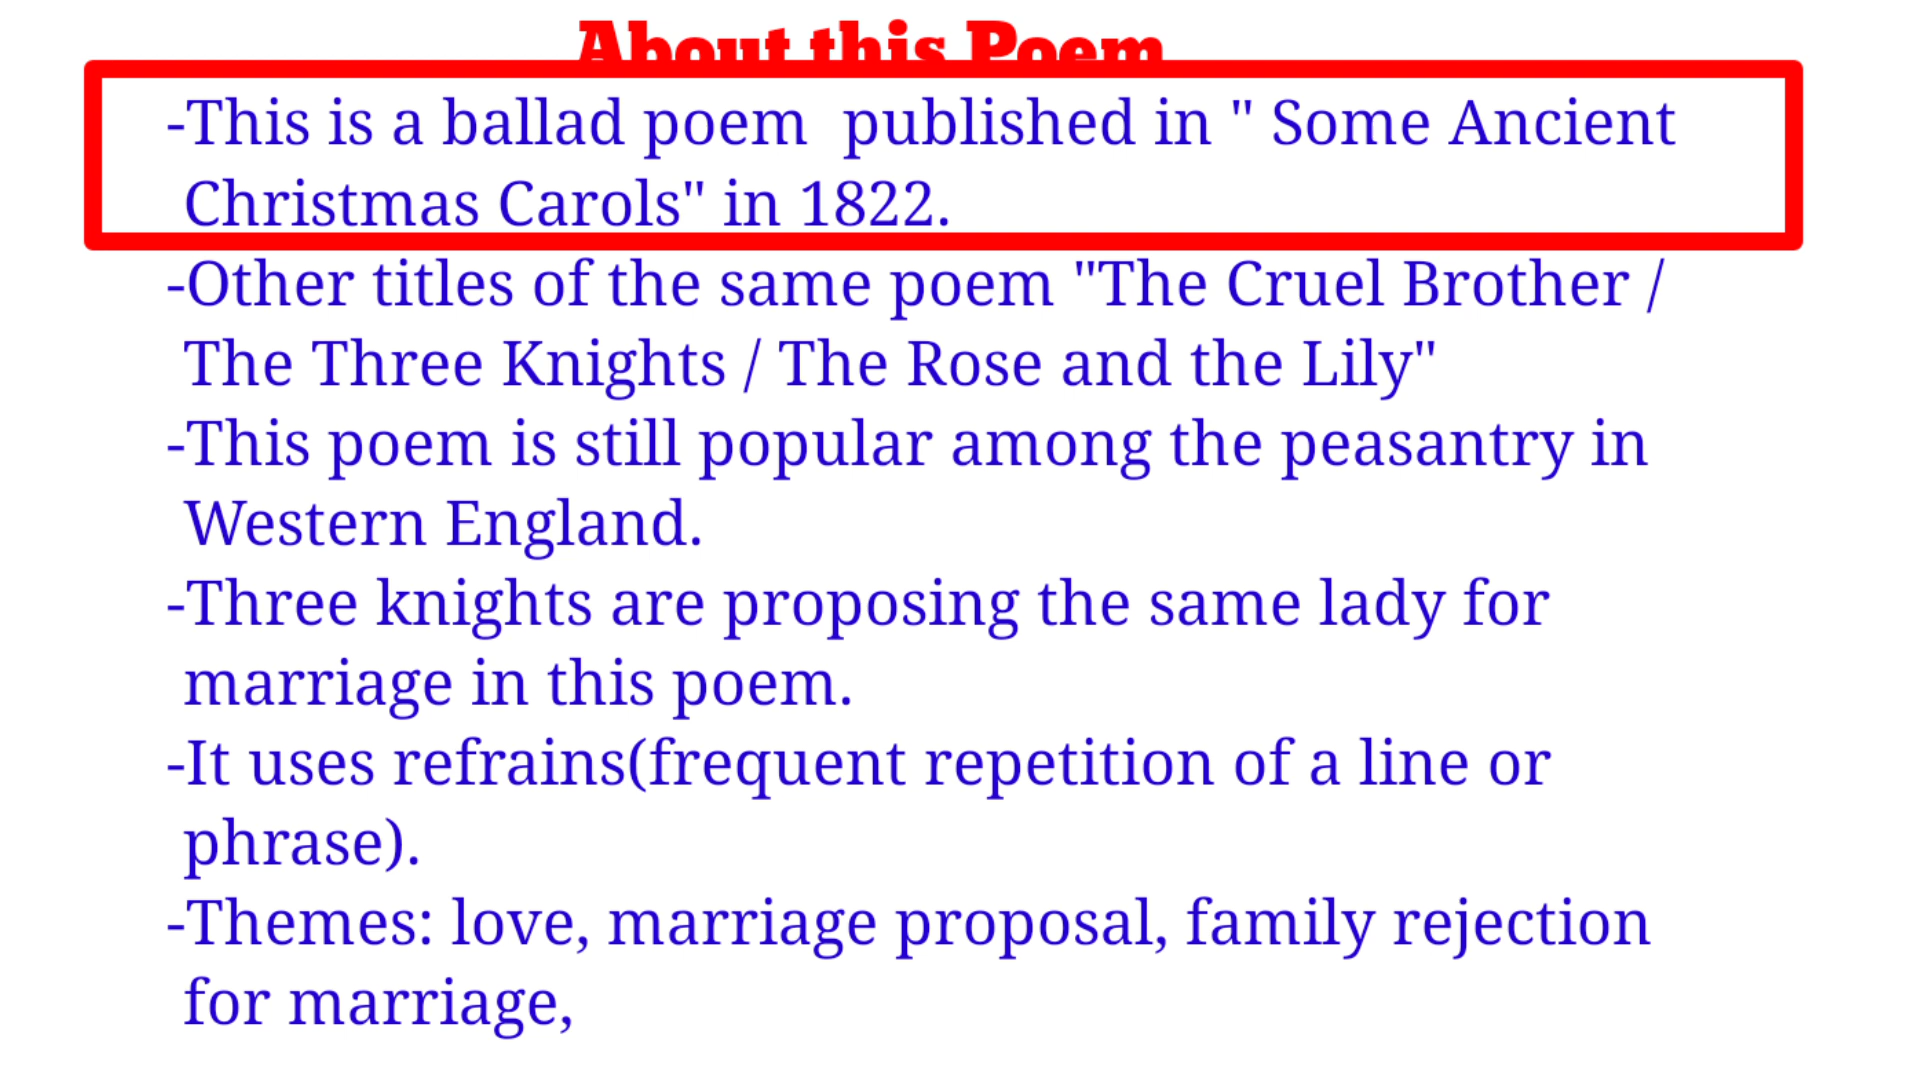 About this Poem
-This is a ballad poem  published in " Some Ancient
Christmas Carols" in 1822.
-Other titles of the same poem "The Cruel Brother /
The Three Knights / The Rose and the Lily"
-This poem is still popular among the peasantry in
Western England.
-Three knights are proposing the same lady for
marriage in this poem.
-It uses refrains(frequent repetition of a line or
phrase).
-Themes: love, marriage proposal, family rejection
for marriage,